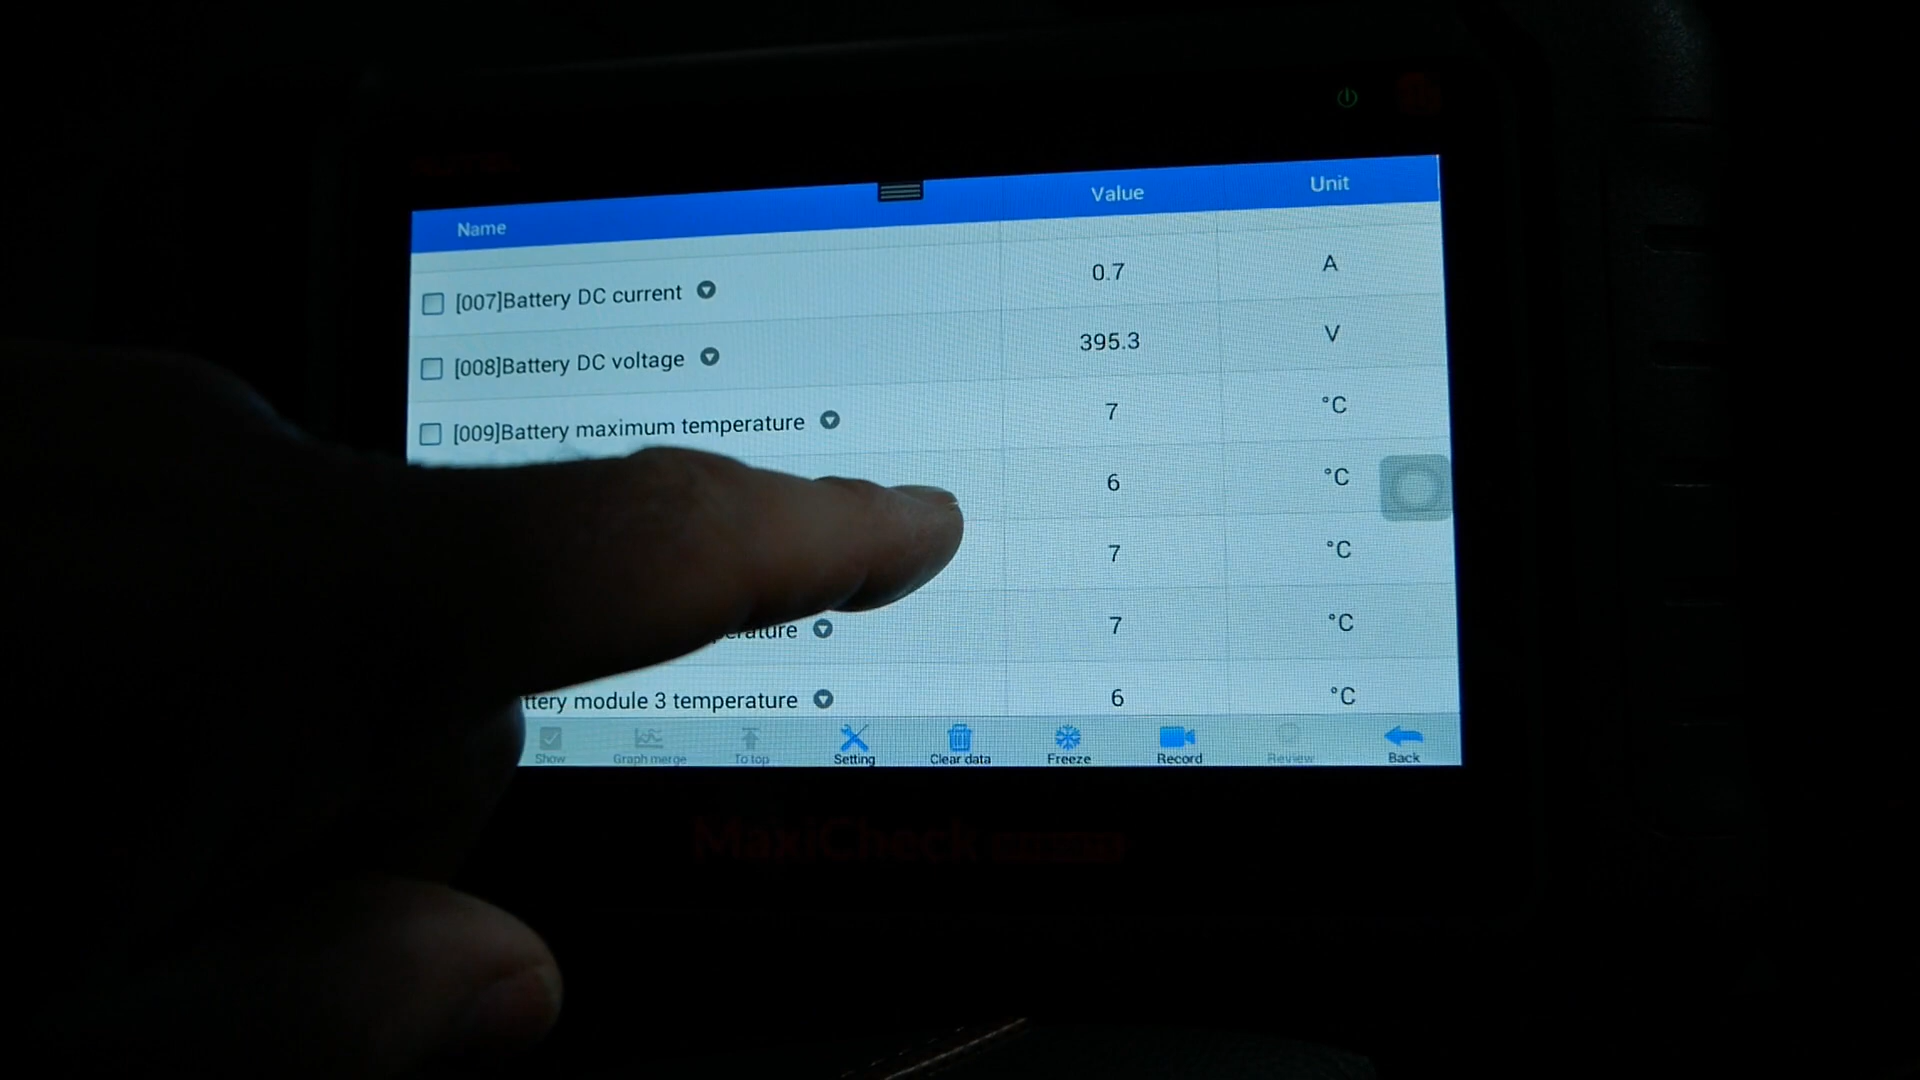 Name Value Unit
[007]Battery DC current 0.7 A
[008]Battery DC voltage 395.3 V
[009]Battery maximum temperature 7 °C
6 °C
7 °C
erature 7 °C
ttery module 3 temperature 6 °C
Show Graph merge To top Setting Clear data Freeze Record Review Back
MaxiCheck